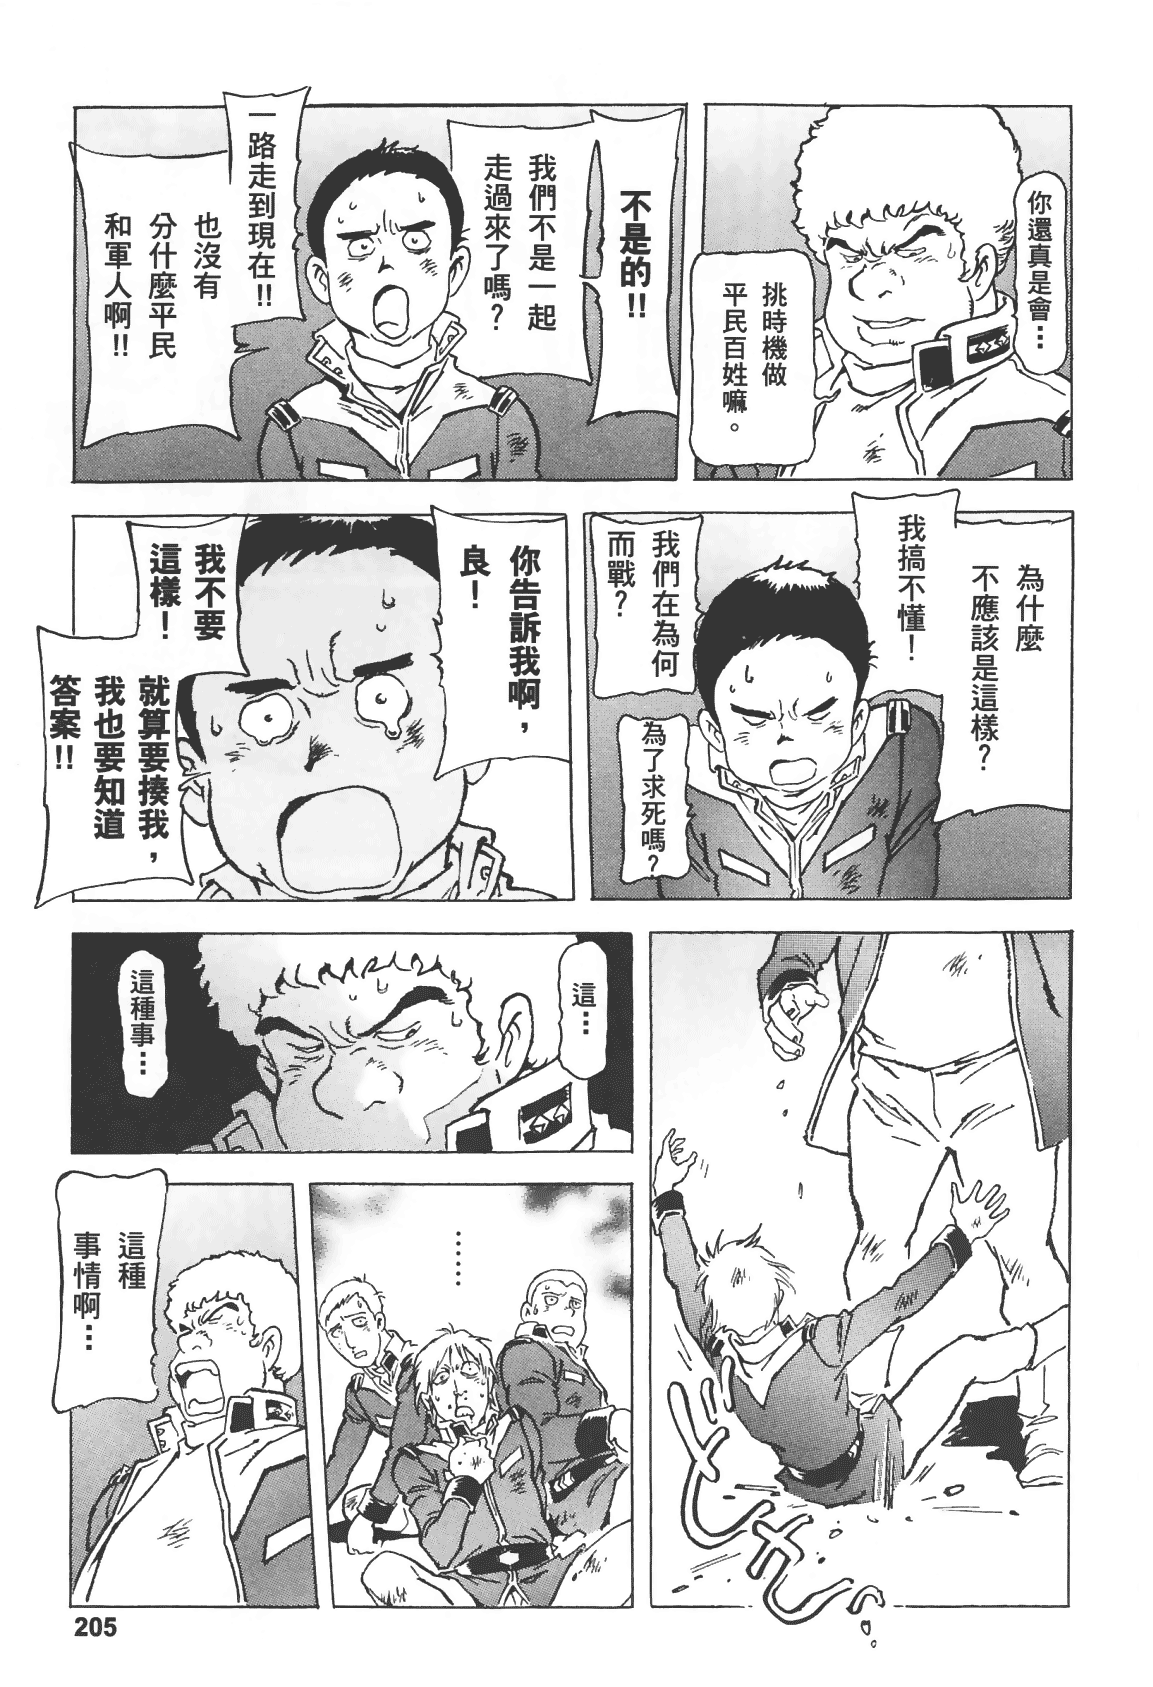 你還真是會…
挑時機做
平民百姓嘛。
不是的!!
我們不是一起
走過來了嗎？
一路走到現在!!
也沒有
分什麼平民
和軍人啊!!
為什麼
不應該是這樣？
我搞不懂！
我們在為何
而戰？
為了求死嗎？
你告訴我啊，
良！
我不要
這樣！
就算要揍我，
我也要知道
答案!!
ドドじゃ
這…
這種事…
……
這種
事情啊…
205